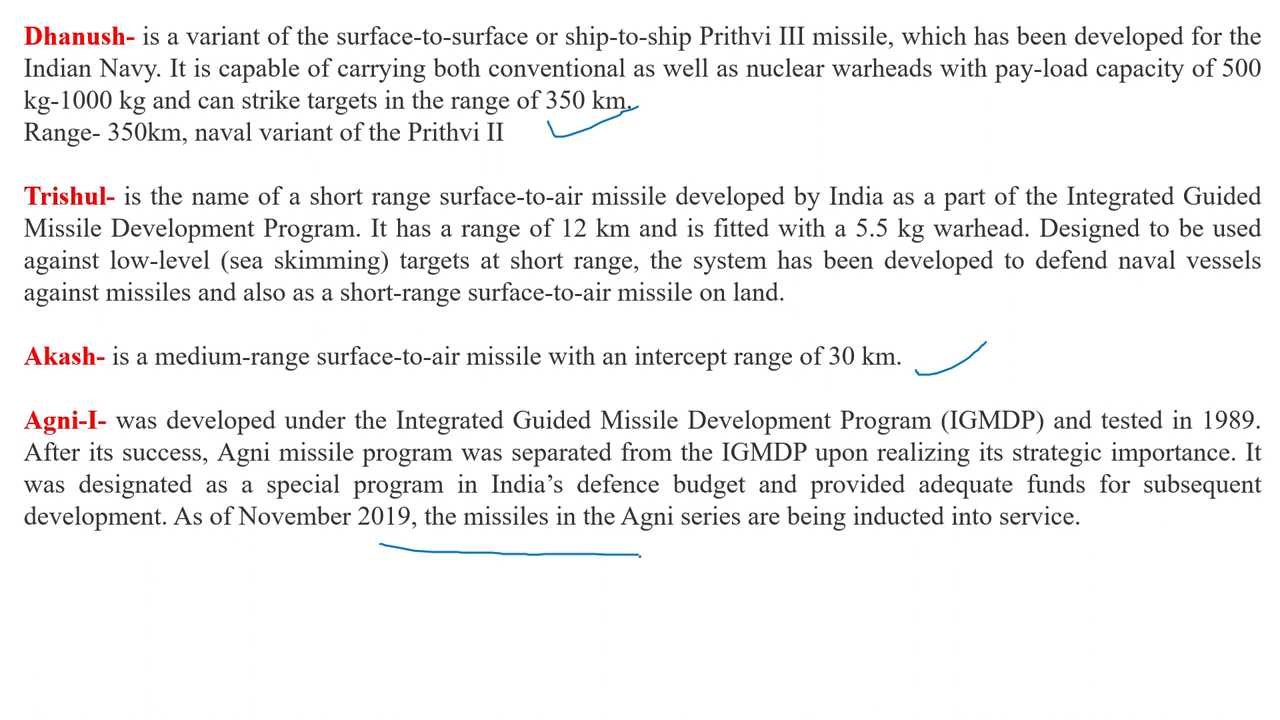 Dhanush- is a variant of the surface-to-surface or ship-to-ship Prithvi III missile, which has been developed for the
Indian Navy. It is capable of carrying both conventional as well as nuclear warheads with pay-load capacity of 500
kg-1000 kg and can strike targets in the range of 350 km.
Range- 350km, naval variant of the Prithvi II
Trishul- is the name of a short range surface-to-air missile developed by India as a part of the Integrated Guided
Missile Development Program. It has a range of 12 km and is fitted with a 5.5 kg warhead. Designed to be used
against low-level (sea skimming) targets at short range, the system has been developed to defend naval vessels
against missiles and also as a short-range surface-to-air missile on land.
Akash- is a medium-range surface-to-air missile with an intercept range of 30 km.
Agni-I- was developed under the Integrated Guided Missile Development Program (IGMDP) and tested in 1989.
After its success, Agni missile program was separated from the IGMDP upon realizing its strategic importance. It
was designated as a special program in India’s defence budget and provided adequate funds for subsequent
development. As of November 2019, the missiles in the Agni series are being inducted into service.